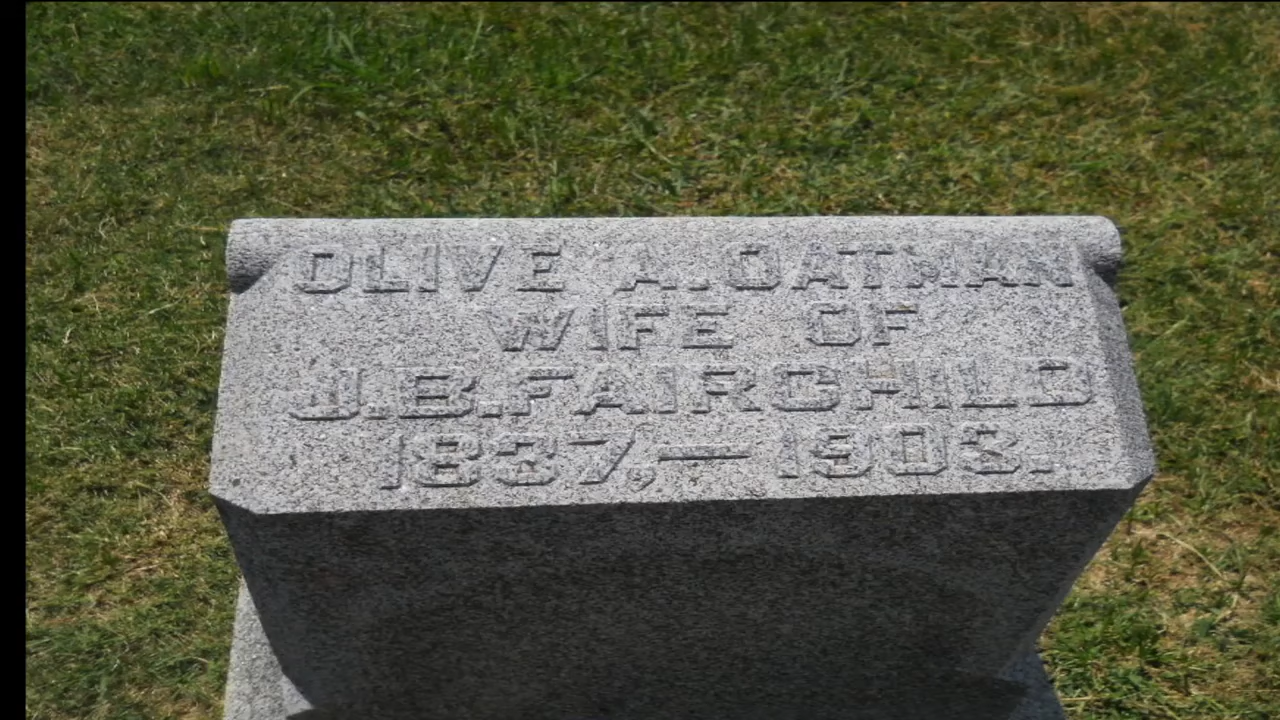 OLIVE A. OATMAN
WIFE OF
J.B. FAIRCHILD
1837,—1903.